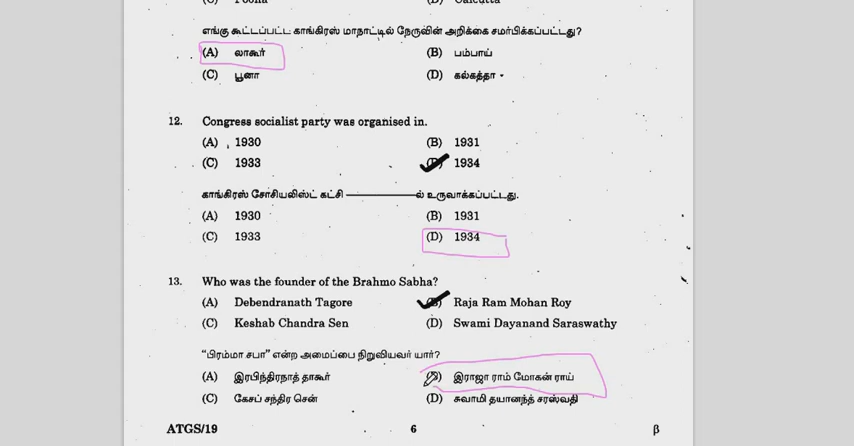 (C) Poona (D) Calcutta
எங்கு கூட்டப்பட்ட காங்கிரஸ் மாநாட்டில் நேருவின் அறிக்கை சமர்பிக்கப்பட்டது?
(A) லாகூர் (B) பம்பாய்
(C) பூனா (D) கல்கத்தா
12. Congress socialist party was organised in.
(A) 1930 (B) 1931
(C) 1933 1934
காங்கிரஸ் சோசியலிஸ்ட் கட்சி ————ல் உருவாக்கப்பட்டது.
(A) 1930 (B) 1931
(C) 1933 (D) 1934
13. Who was the founder of the Brahmo Sabha?
(A) Debendranath Tagore (B) Raja Ram Mohan Roy
(C) Keshab Chandra Sen (D) Swami Dayanand Saraswathy
“பிரம்மா சபா” என்ற அமைப்பை நிறுவியவர் யார்?
(A) இரபிந்திரநாத் தாகூர் இராஜா ராம் மோகன் ராய்
(C) கேசப் சந்திர சென் (D) சுவாமி தயானந்த் சரஸ்வதி
ATGS/19 6 β